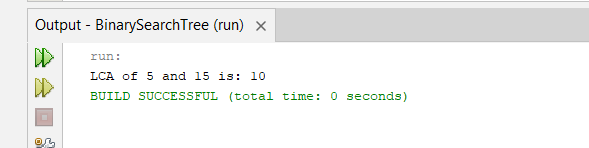 Output - BinarySearchTree (run)
run:
LCA of 5 and 15 is: 10
BUILD SUCCESSFUL (total time: 0 seconds)